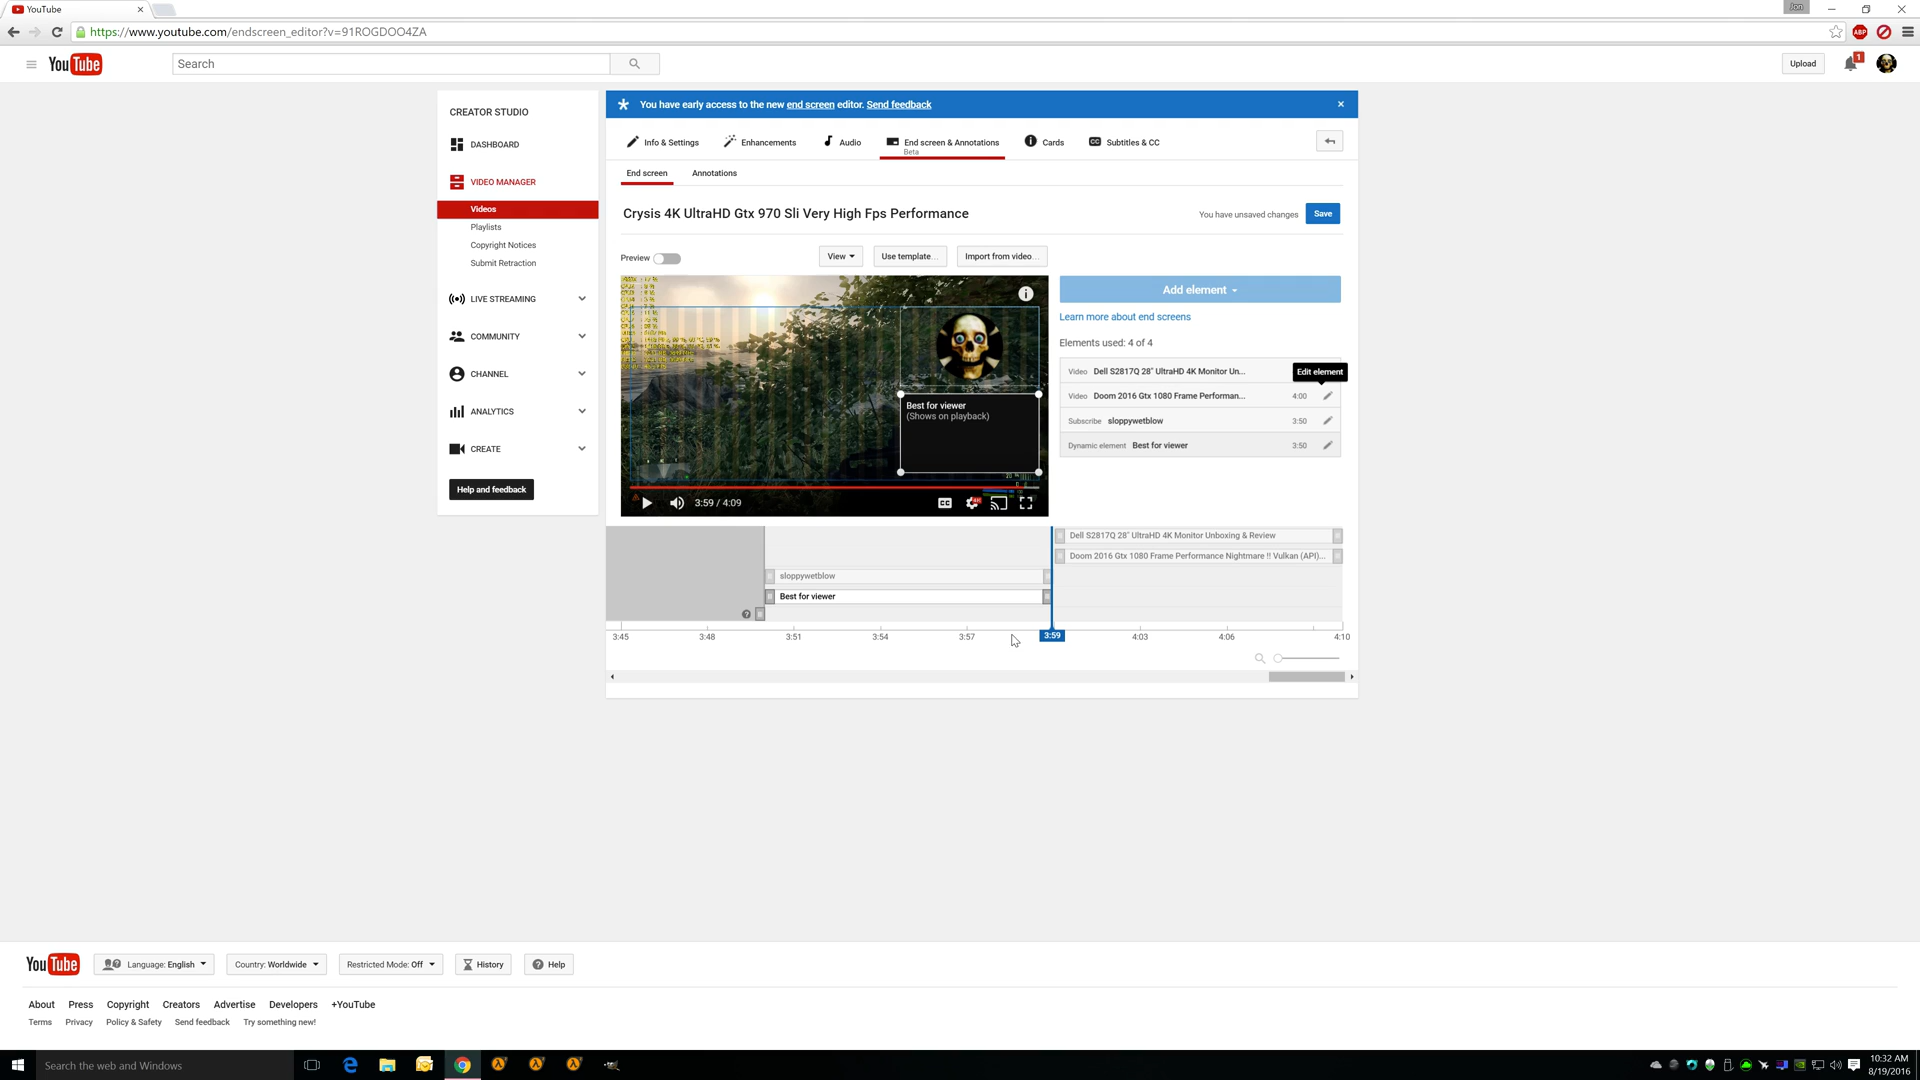 YouTube
Jon
https://www.youtube.com/endscreen_editor?v=91ROGDOO4ZA
ABP
YouTube
Search
Upload
1
CREATOR STUDIO
DASHBOARD
VIDEO MANAGER
Videos
Playlists
Copyright Notices
Submit Retraction
LIVE STREAMING
COMMUNITY
CHANNEL
ANALYTICS
CREATE
Help and feedback
You have early access to the new end screen editor. Send feedback
Info & Settings
Enhancements
Audio
End screen & Annotations
Beta
Cards
Subtitles & CC
End screen
Annotations
Crysis 4K UltraHD Gtx 970 Sli Very High Fps Performance
You have unsaved changes
Save
Preview
View
Use template...
Import from video...
Best for viewer
(Shows on playback)
3:59 / 4:09
CC
Add element
Learn more about end screens
Elements used: 4 of 4
Video Dell S2817Q 28" UltraHD 4K Monitor Un...
Edit element
Video Doom 2016 Gtx 1080 Frame Performan... 4:00
Subscribe sloppywetblow 3:50
Dynamic element Best for viewer 3:50
Dell S2817Q 28" UltraHD 4K Monitor Unboxing & Review
Doom 2016 Gtx 1080 Frame Performance Nightmare !! Vulkan (API)...
sloppywetblow
Best for viewer
3:45 3:48 3:51 3:54 3:57 3:59 4:03 4:06 4:10
YouTube
Language: English
Country: Worldwide
Restricted Mode: Off
History
Help
About Press Copyright Creators Advertise Developers +YouTube
Terms Privacy Policy & Safety Send feedback Try something new!
Search the web and Windows
10:32 AM
8/19/2016